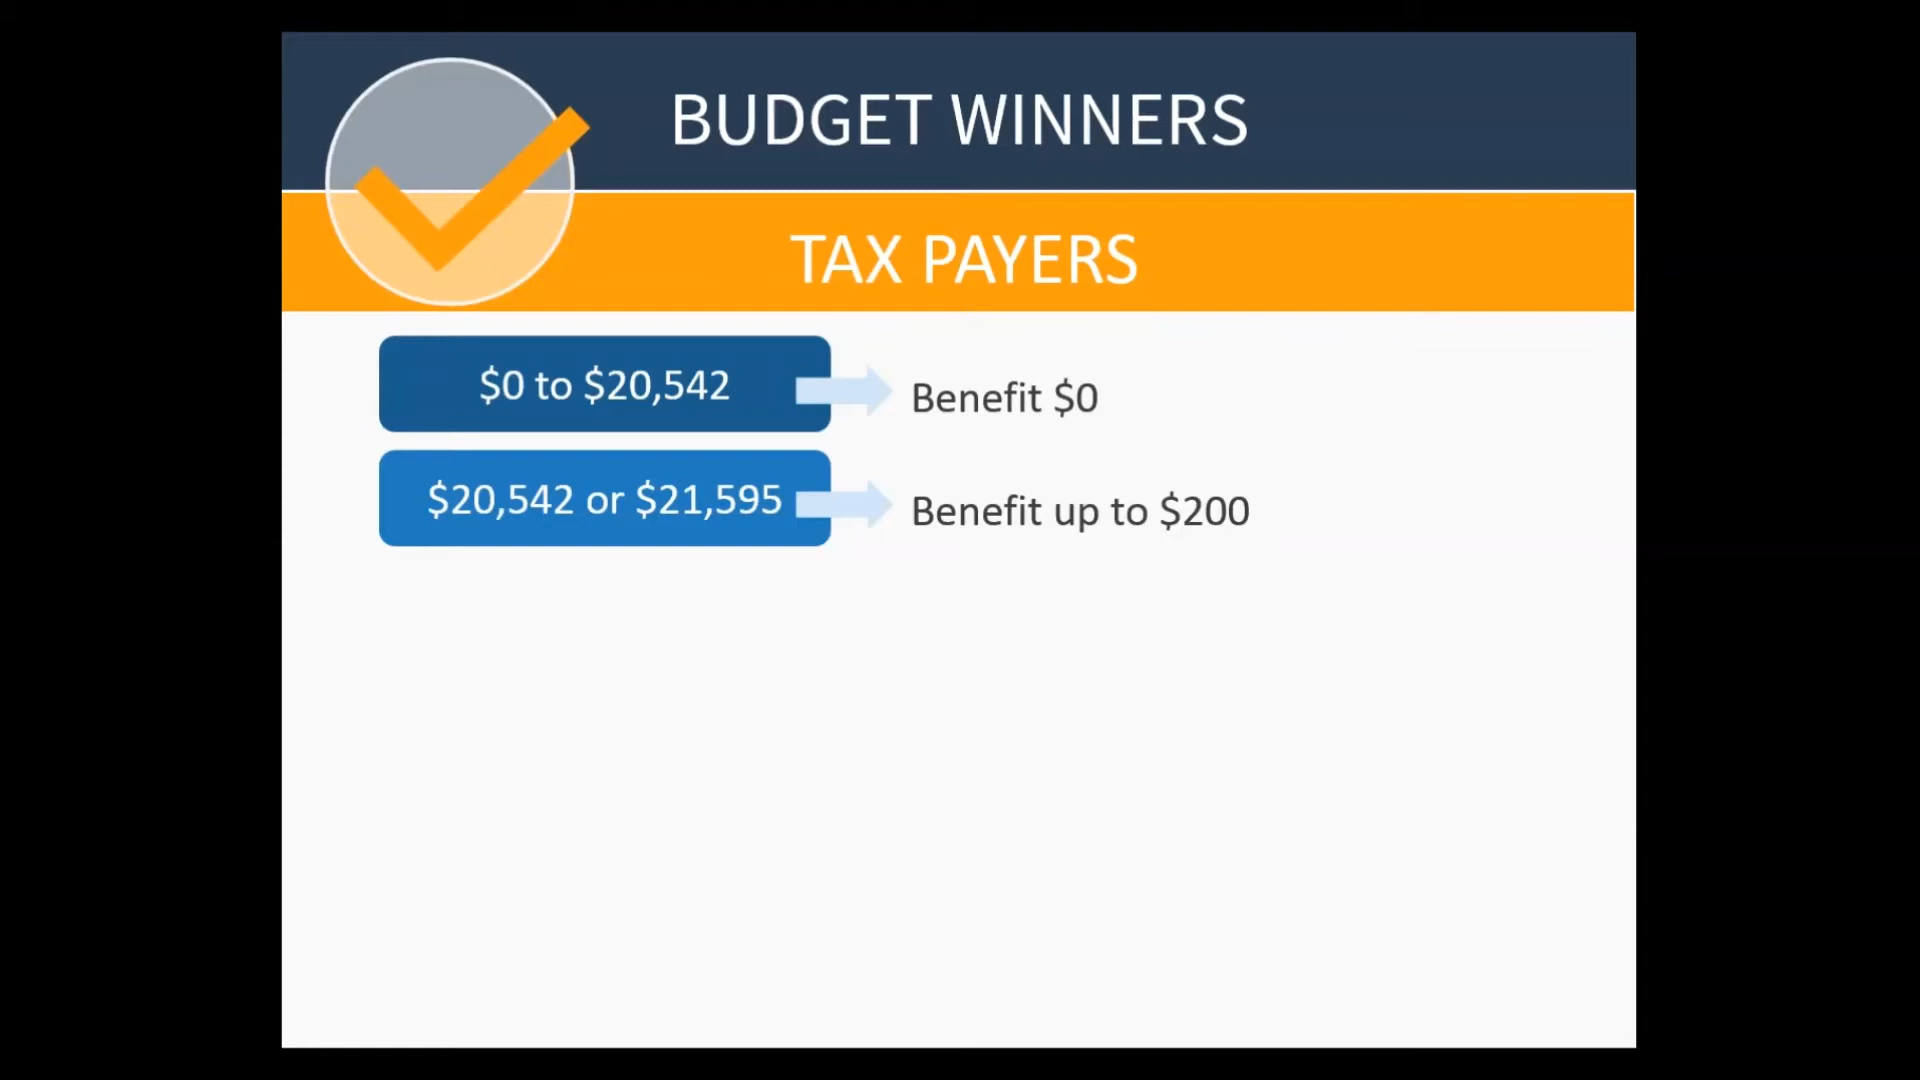 BUDGET WINNERS
TAX PAYERS
$0 to $20,542
Benefit $0
$20,542 or $21,595
Benefit up to $200